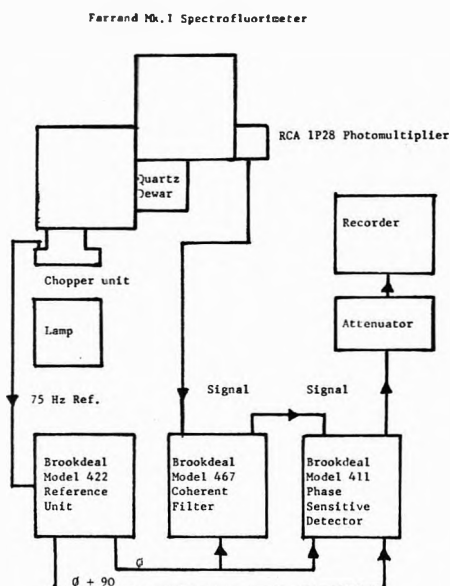 Farrand Mk.I Spectrofluorimeter
RCA 1P28 Photomultiplier
Quartz
Dewar
Recorder
Chopper unit
Attenuator
Lamp
75 Hz Ref.
Signal
Signal
Brookdeal
Model 422
Reference
Unit
Brookdeal
Model 467
Coherent
Filter
Brookdeal
Model 411
Phase
Sensitive
Detector
Ø
Ø + 90